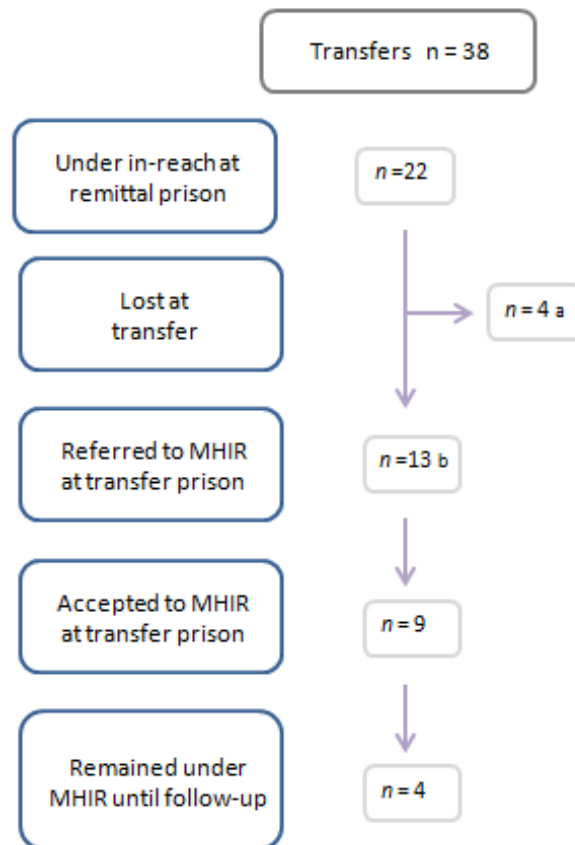 Transfers n = 38
Under in-reach at
remittal prison
n =22
Lost at
transfer
n = 4 a
Referred to MHIR
at transfer prison
n =13 b
Accepted to MHIR
at transfer prison
n = 9
Remained under
MHIR until follow-up
n = 4